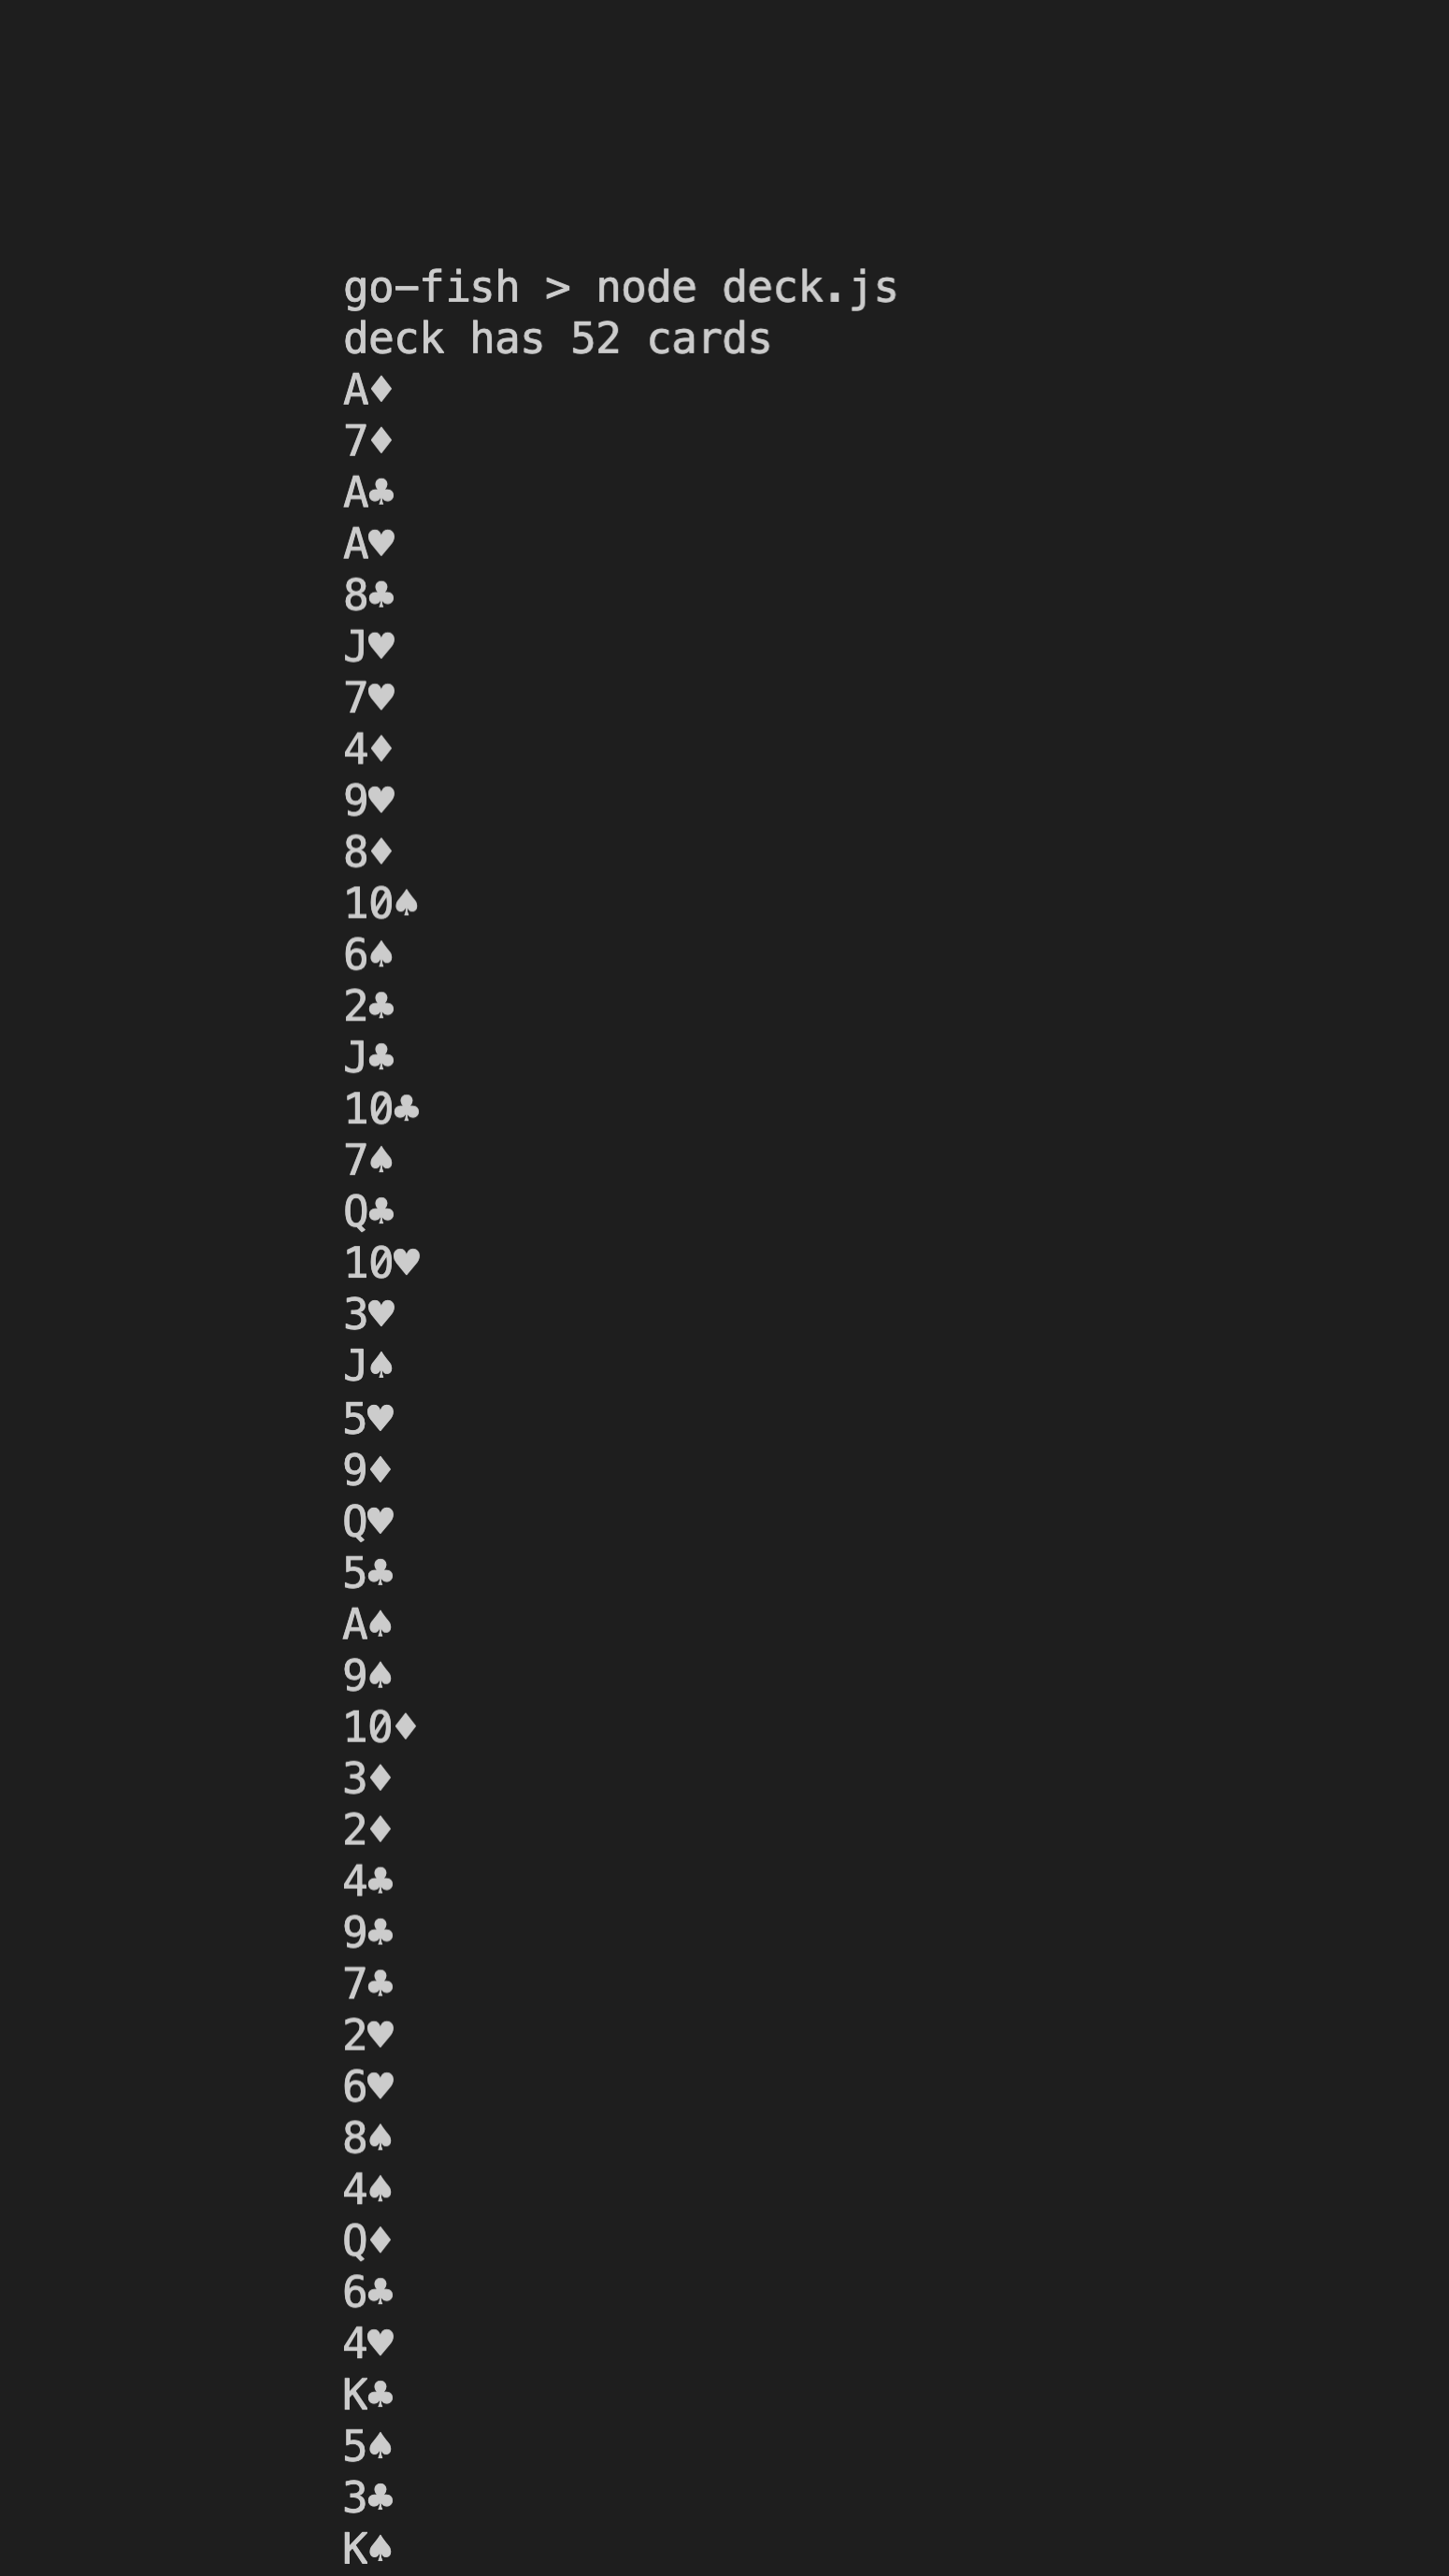 go-fish > node deck.js
deck has 52 cards
A♦
7♦
A♣
A♥
8♣
J♥
7♥
4♦
9♥
8♦
10♠
6♠
2♣
J♣
10♣
7♠
Q♣
10♥
3♥
J♠
5♥
9♦
Q♥
5♣
A♠
9♠
10♦
3♦
2♦
4♣
9♣
7♣
2♥
6♥
8♠
4♠
Q♦
6♣
4♥
K♣
5♠
3♣
K♠